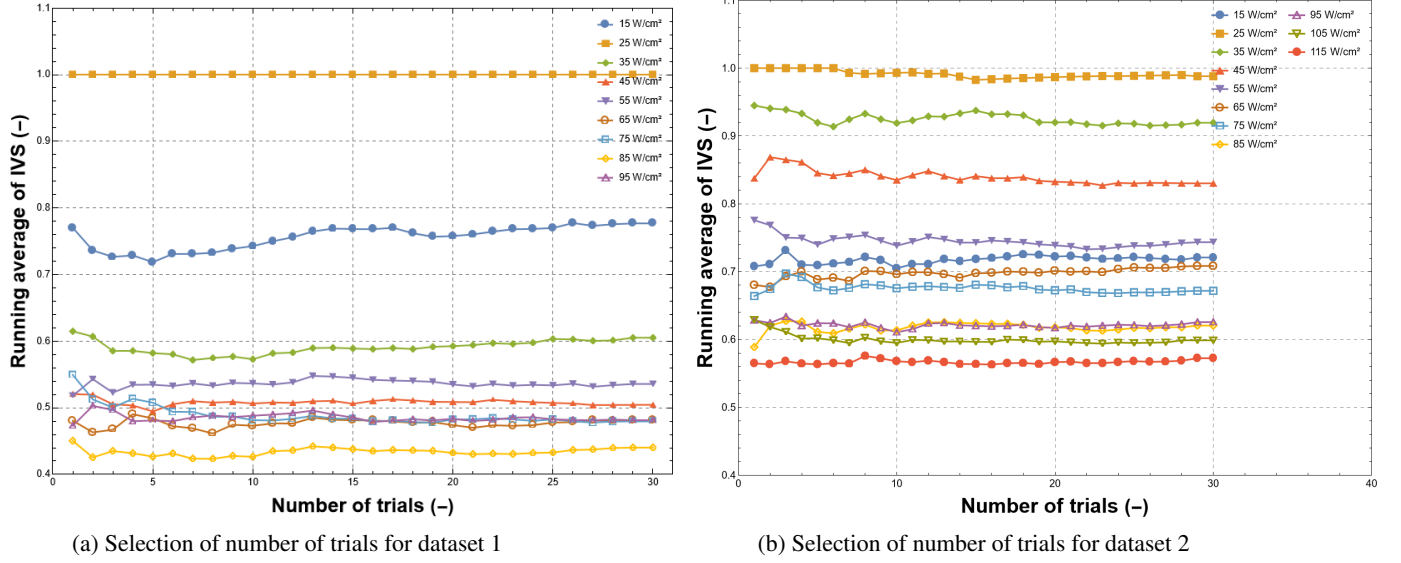 1.1
1.0
0.9
0.8
0.7
0.6
0.5
0.4
0
5
10
15
20
25
30
Running average of IVS (–)
Number of trials (–)
15 W/cm²
25 W/cm²
35 W/cm²
45 W/cm²
55 W/cm²
65 W/cm²
75 W/cm²
85 W/cm²
95 W/cm²
(a) Selection of number of trials for dataset 1
1.1
1.0
0.9
0.8
0.7
0.6
0.5
0.4
0
10
20
30
40
Running average of IVS (–)
Number of trials (–)
15 W/cm²
25 W/cm²
35 W/cm²
45 W/cm²
55 W/cm²
65 W/cm²
75 W/cm²
85 W/cm²
95 W/cm²
105 W/cm²
115 W/cm²
(b) Selection of number of trials for dataset 2